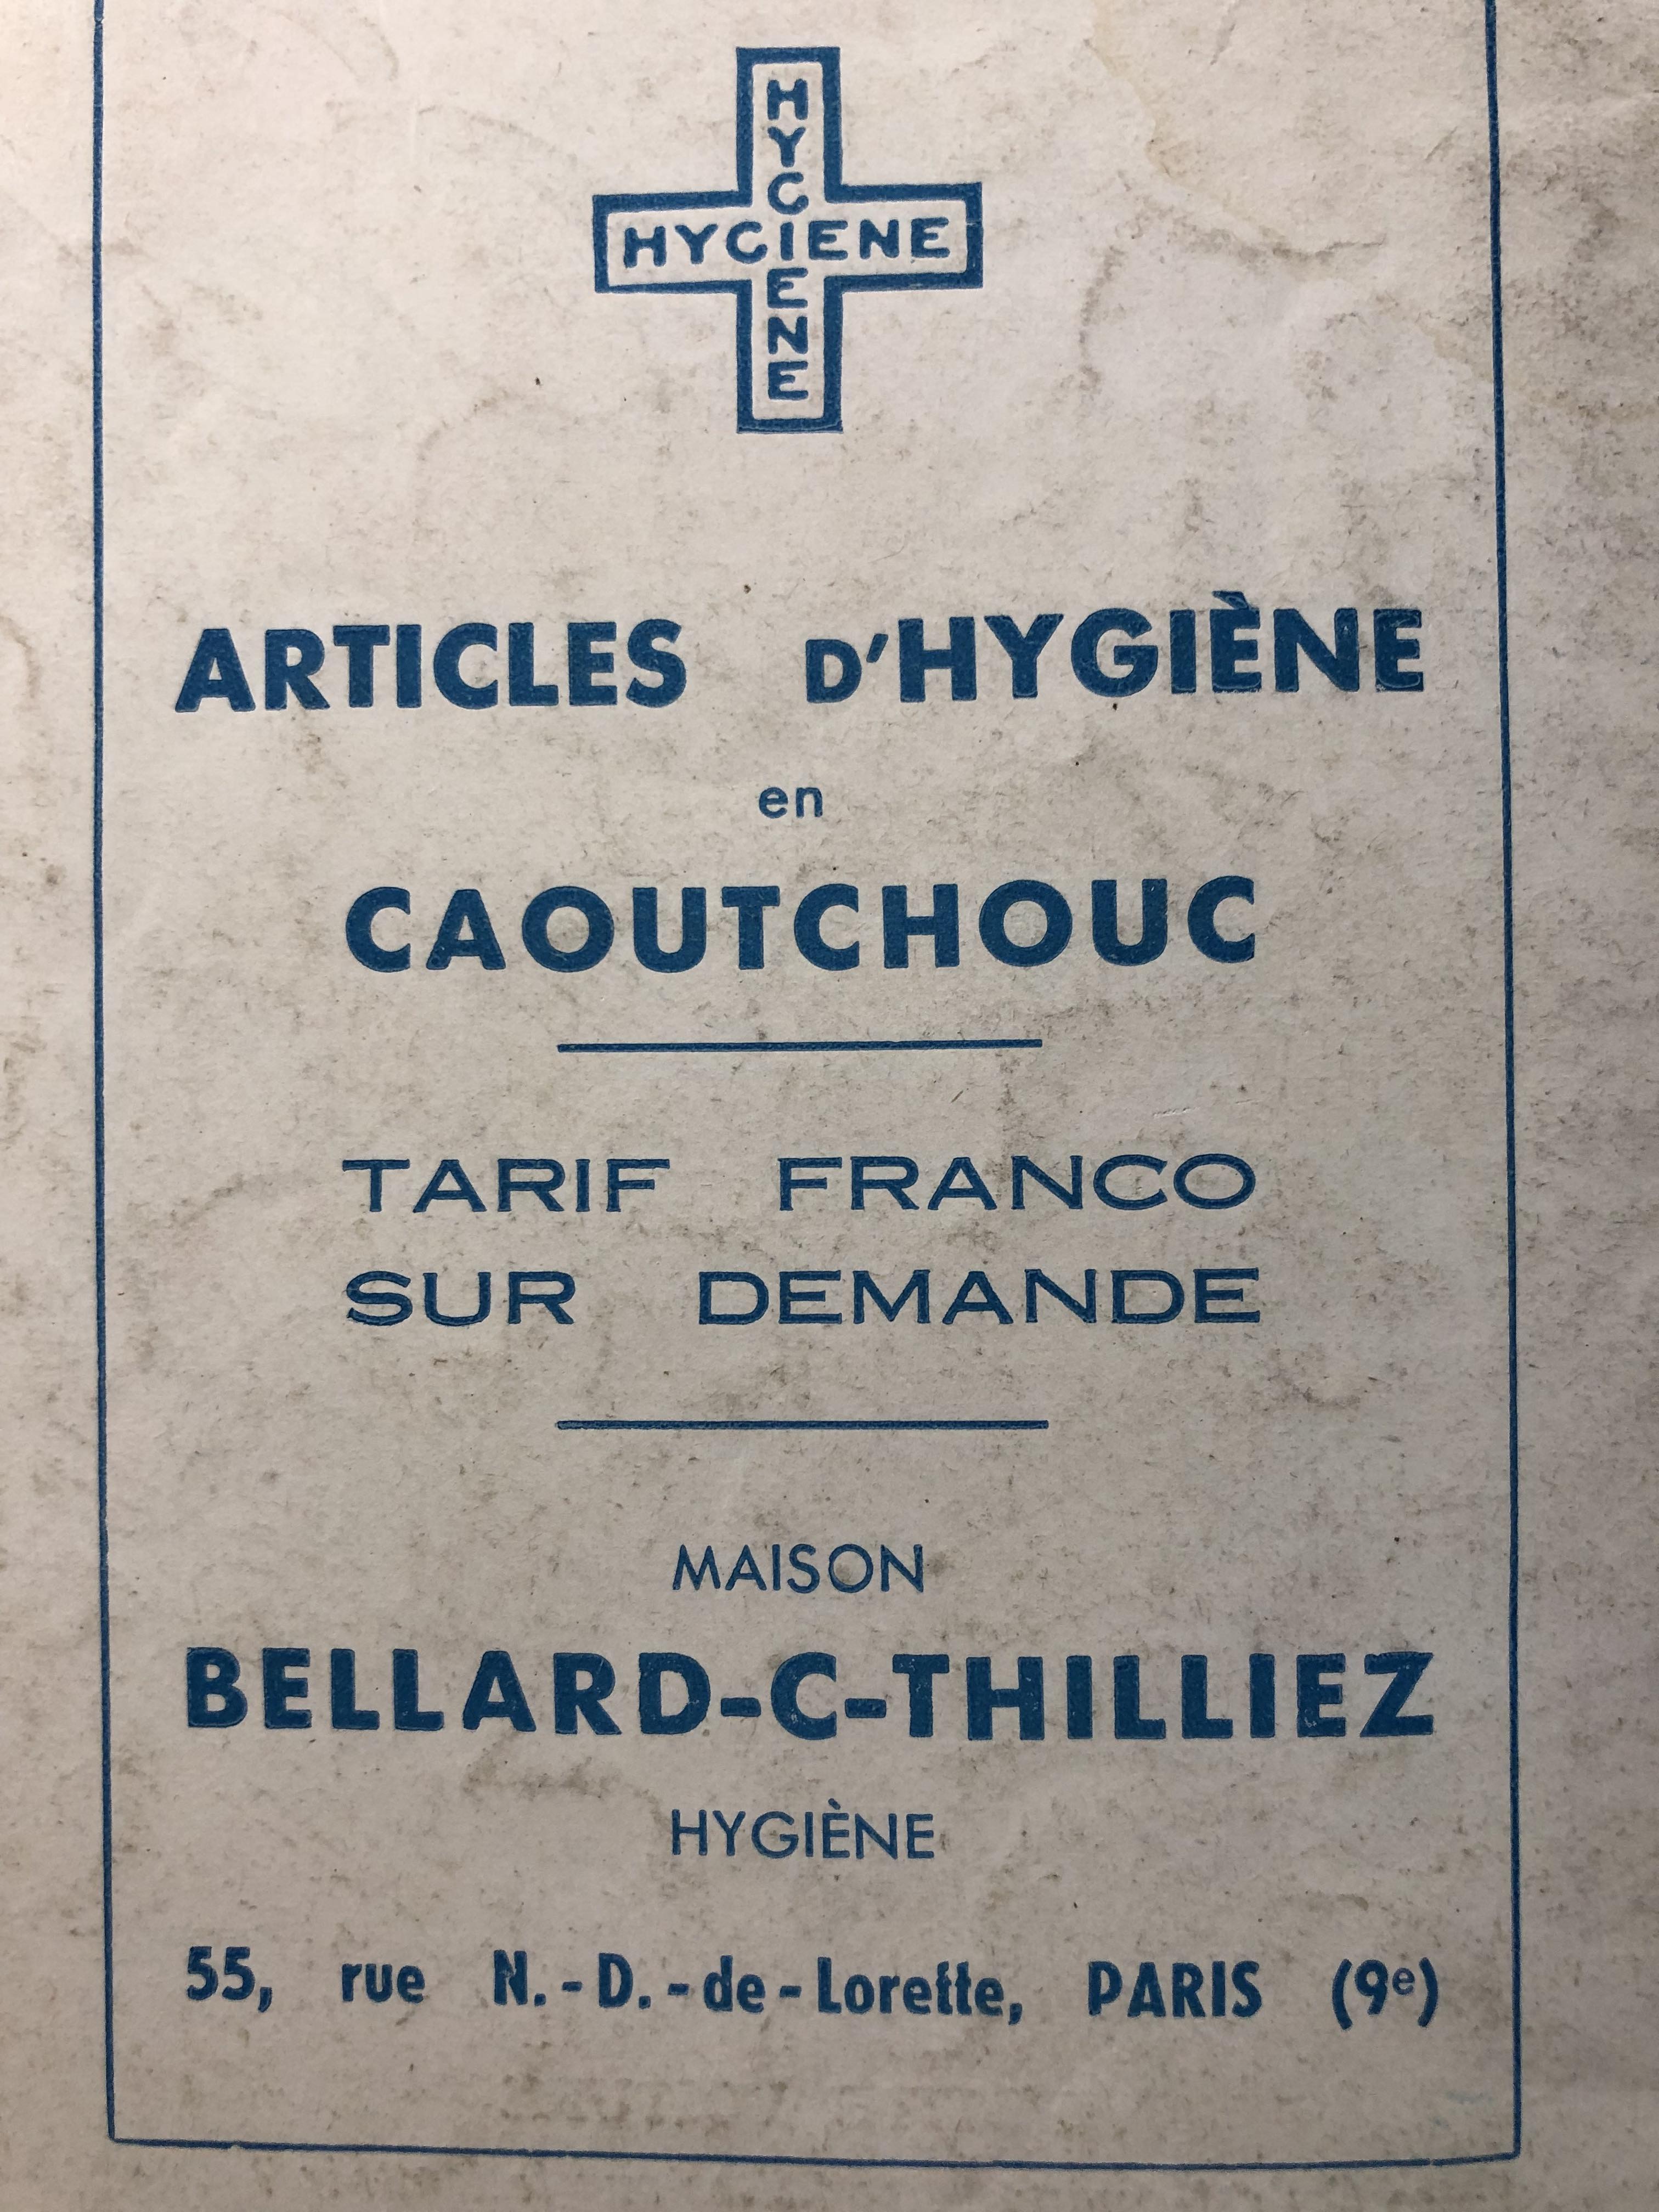 HYGIENE
HYGIENE
ARTICLES D'HYGIÈNE
en
CAOUTCHOUC
TARIF FRANCO
SUR DEMANDE
MAISON
BELLARD-C-THILLIEZ
HYGIÈNE
55, rue N.-D.-de-Lorette, PARIS (9e)